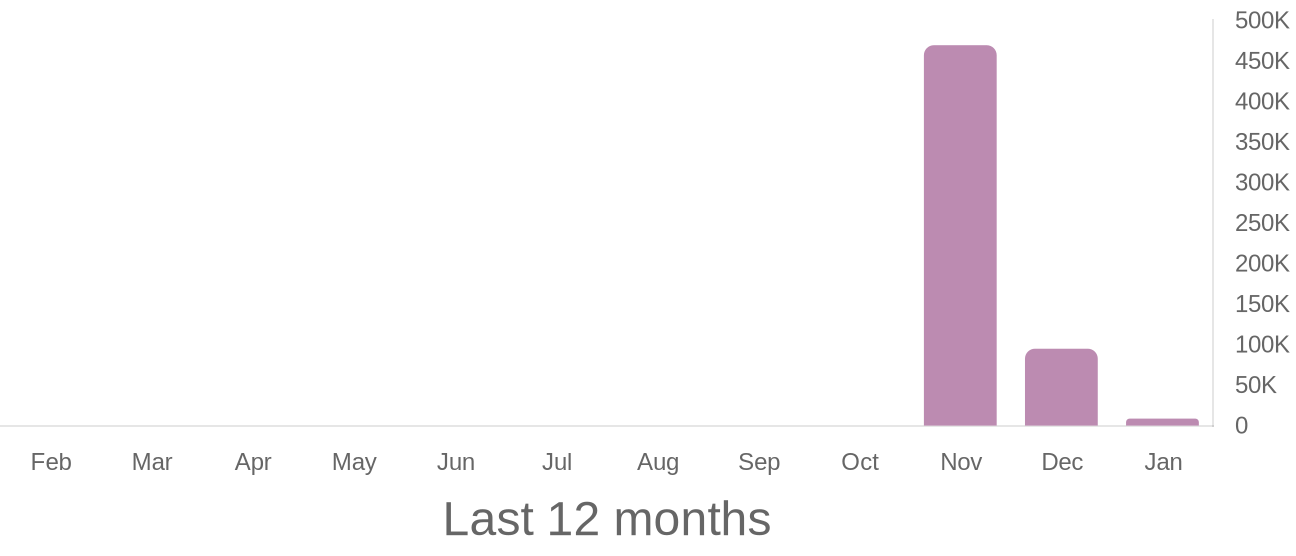 500K
450K
400K
350K
300K
250K
200K
150K
100K
50K
0
Feb Mar Apr May Jun Jul Aug Sep Oct Nov Dec Jan
Last 12 months